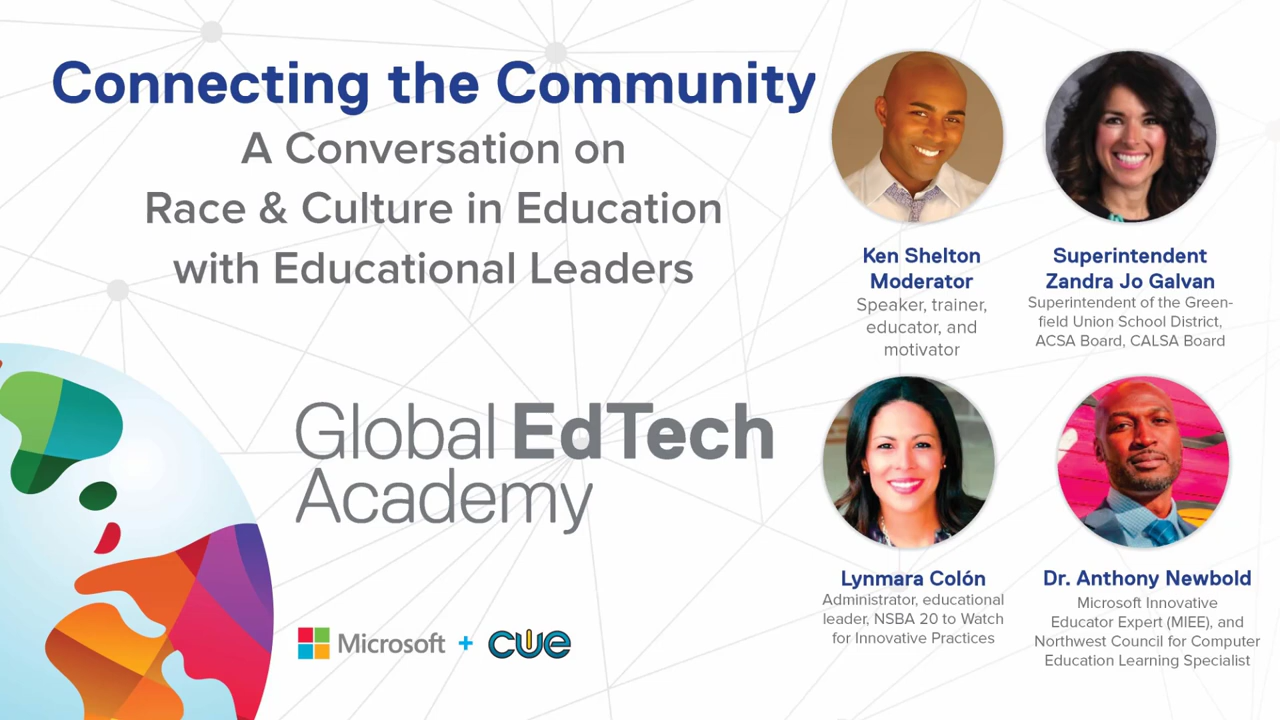 Connecting the Community
A Conversation on
Race & Culture in Education
with Educational Leaders
Global EdTech
Academy
Microsoft + CUE
Ken Shelton
Moderator
Speaker, trainer,
educator, and
motivator
Superintendent
Zandra Jo Galvan
Superintendent of the Green-
field Union School District,
ACSA Board, CALSA Board
Lynmara Colón
Administrator, educational
leader, NSBA 20 to Watch
for Innovative Practices
Dr. Anthony Newbold
Microsoft Innovative
Educator Expert (MIEE), and
Northwest Council for Computer
Education Learning Specialist